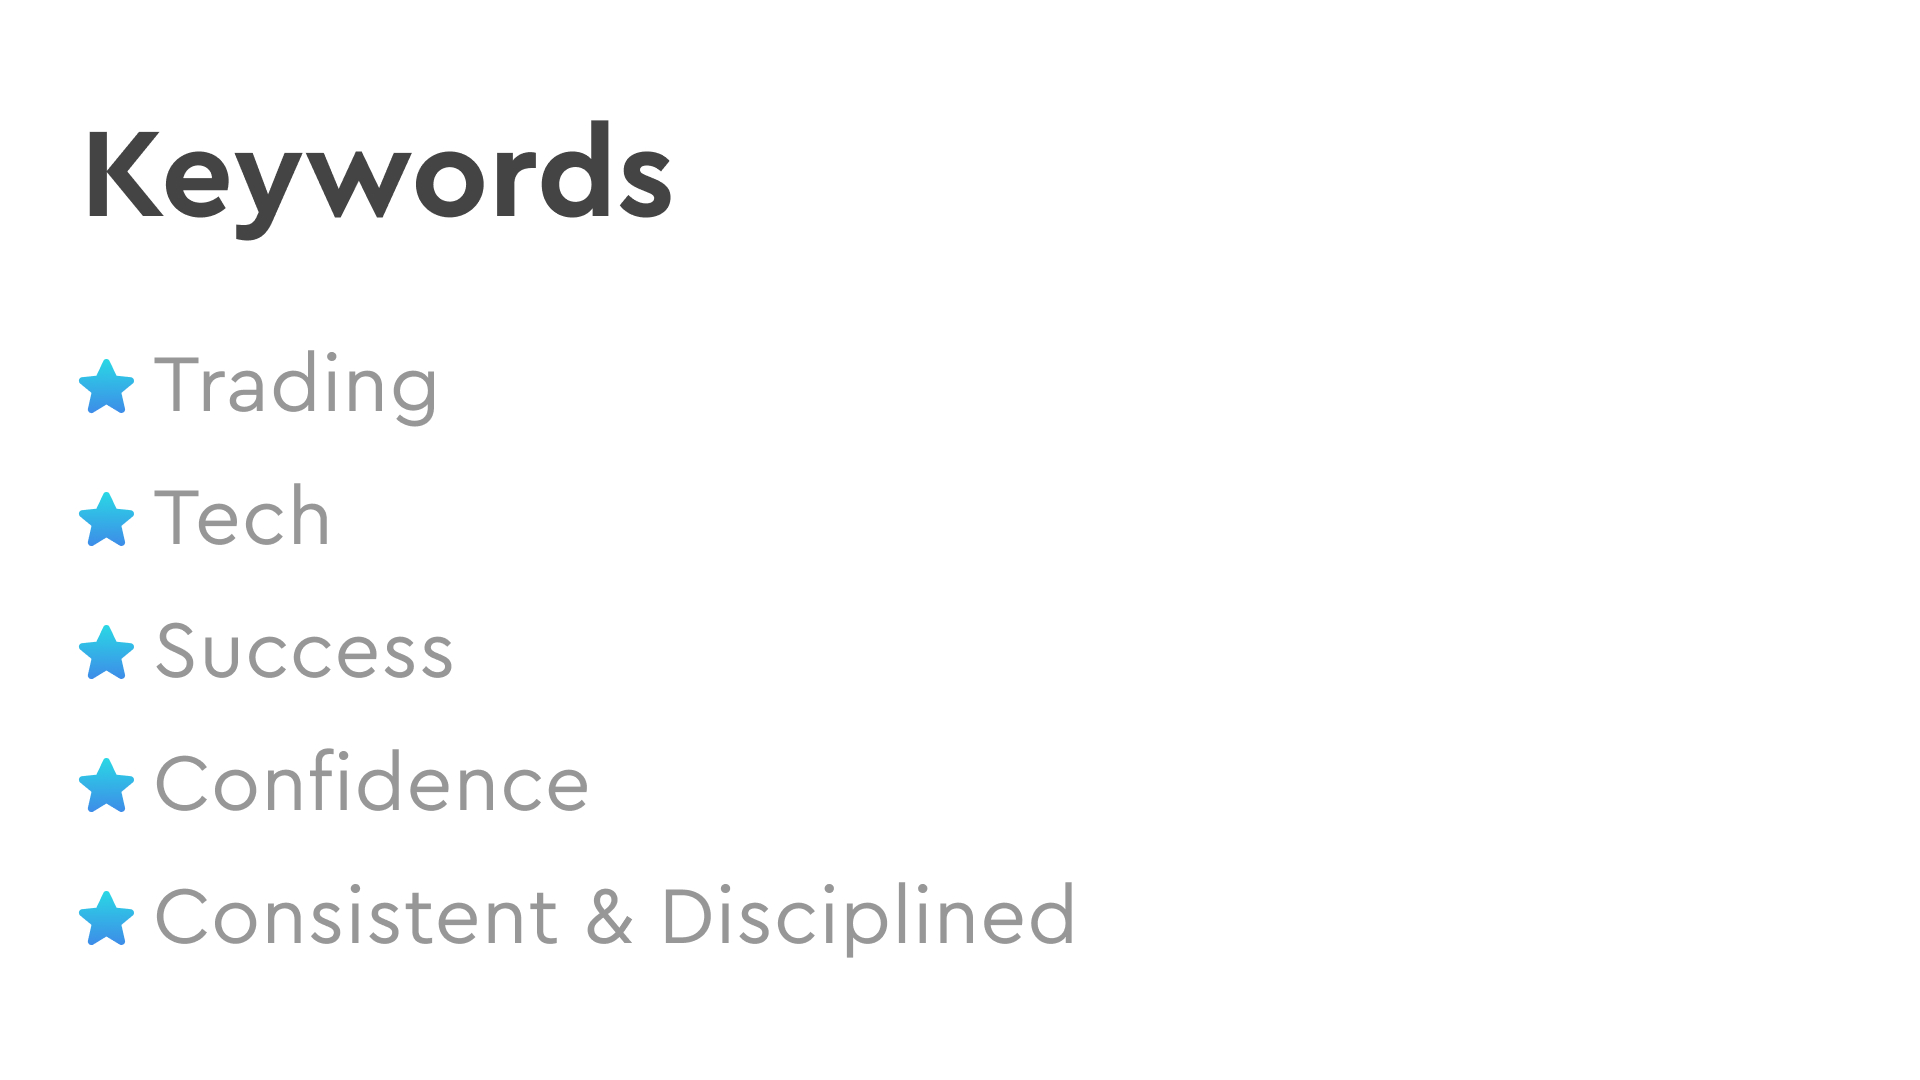 Keywords
Trading
Tech
Success
Confidence
Consistent & Disciplined